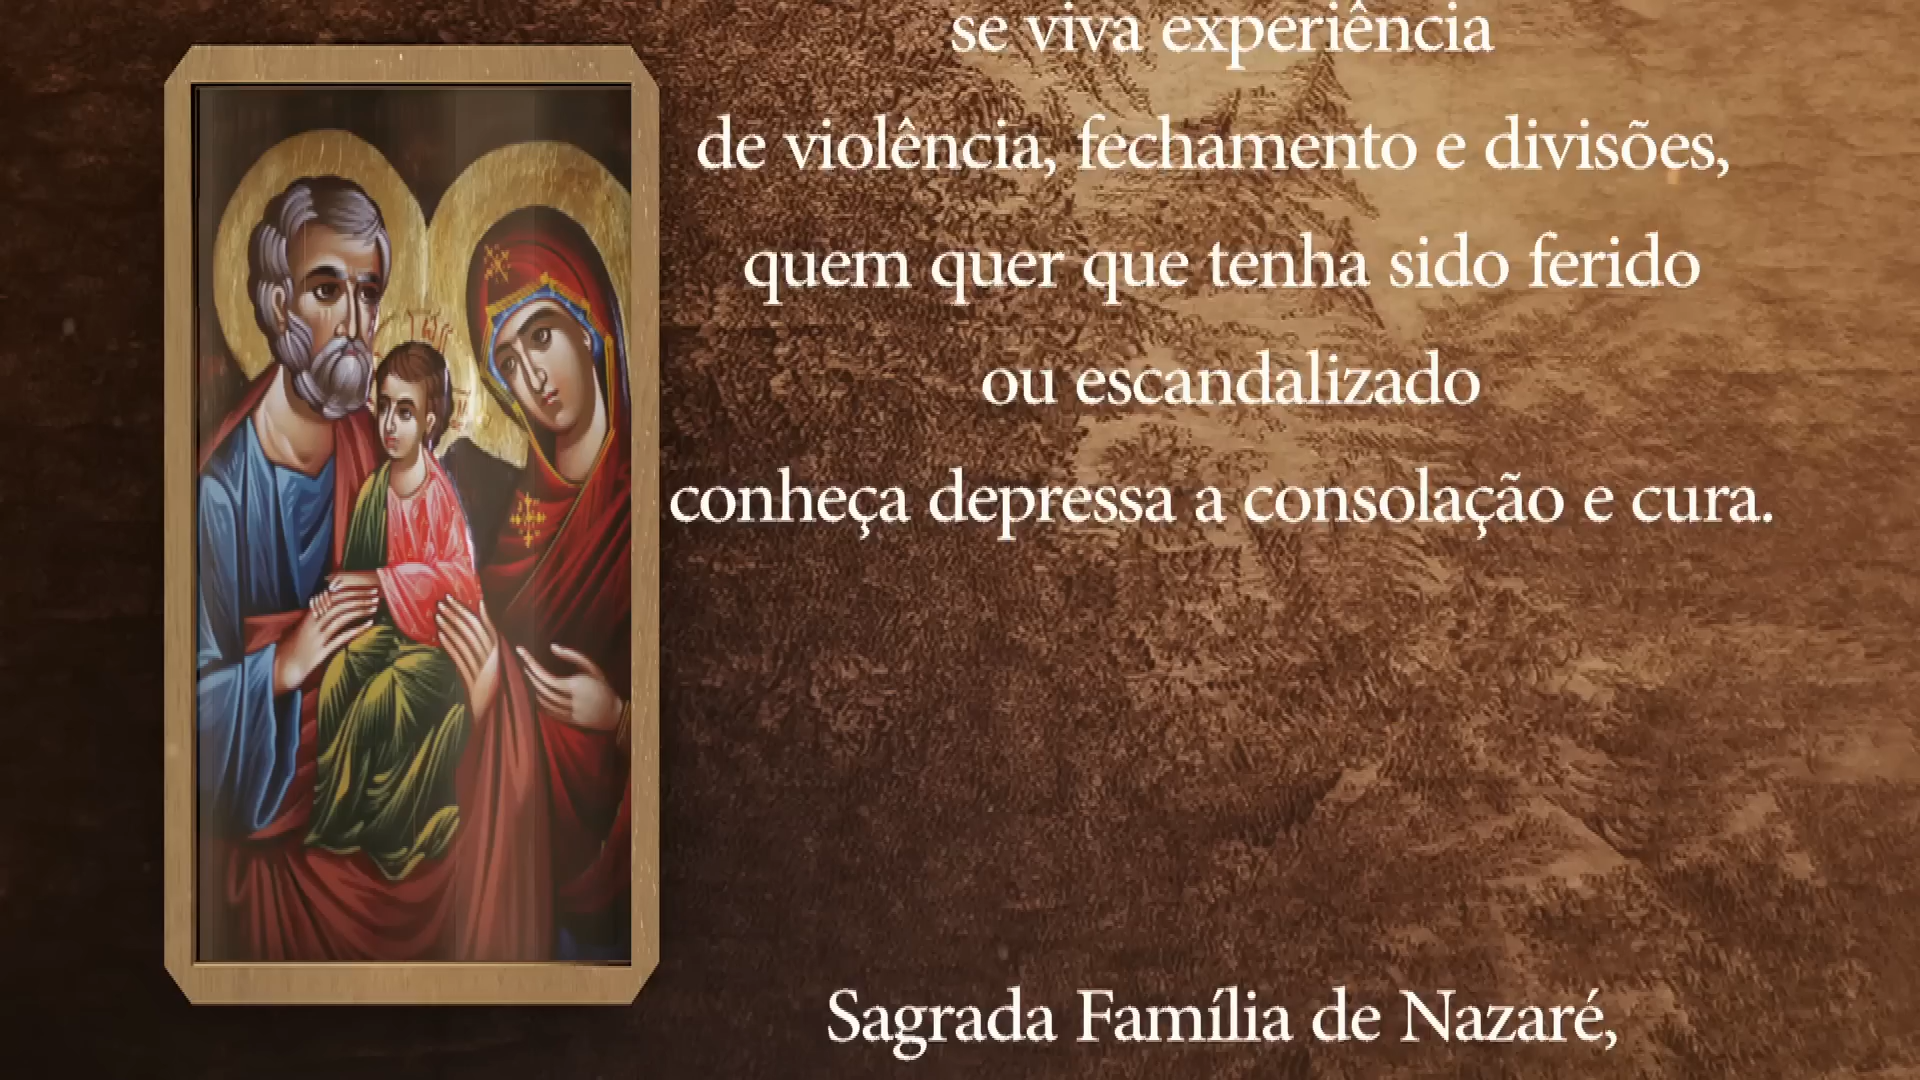 se viva experiência
de violência, fechamento e divisões,
quem quer que tenha sido ferido
ou escandalizado
conheça depressa a consolação e cura.
Sagrada Família de Nazaré,